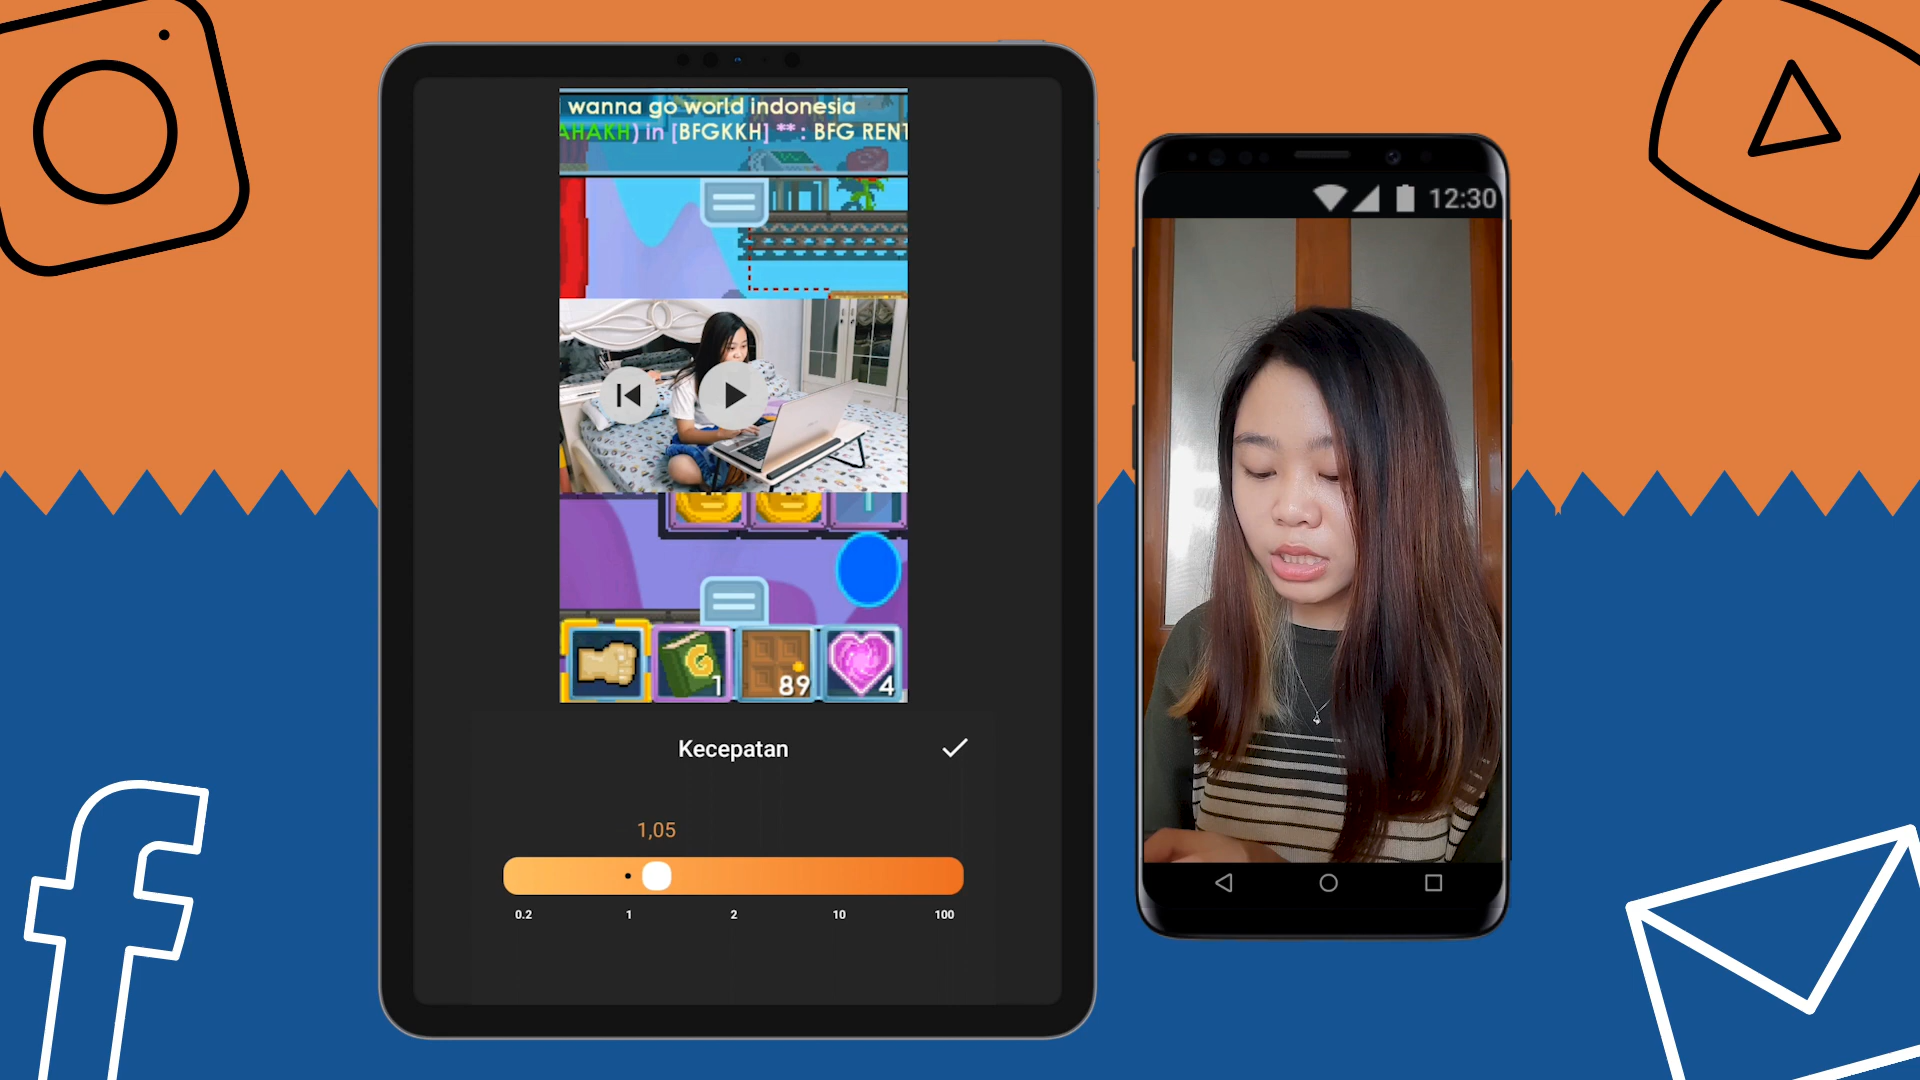 wanna go world indonesia
AHAKH) in [BFGKKH] ** : BFG RENT
1
89
4
Kecepatan
1,05
0.2 1 2 10 100
12:30